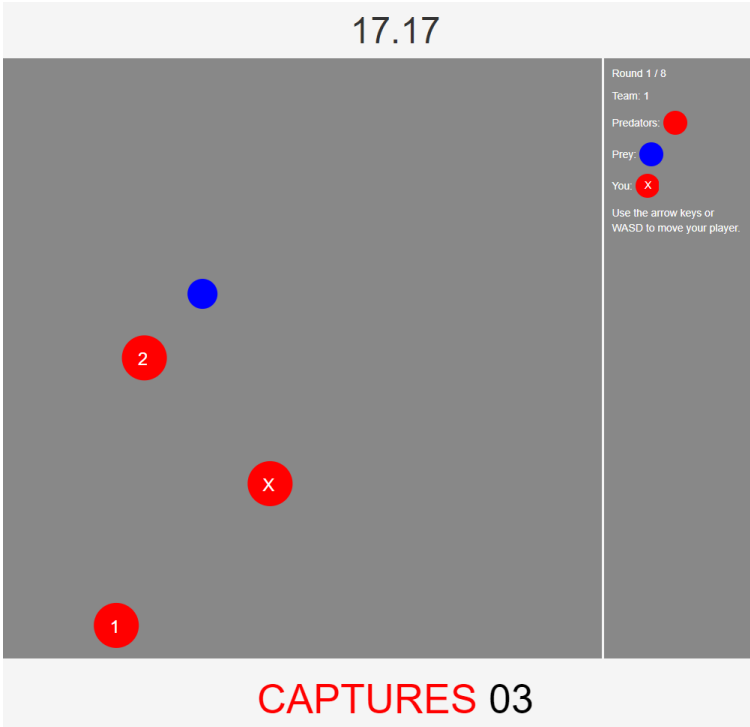 17.17
Round 1 / 8
Team: 1
Predators:
Prey:
You: X
Use the arrow keys or
WASD to move your player.
2
X
1
CAPTURES 03